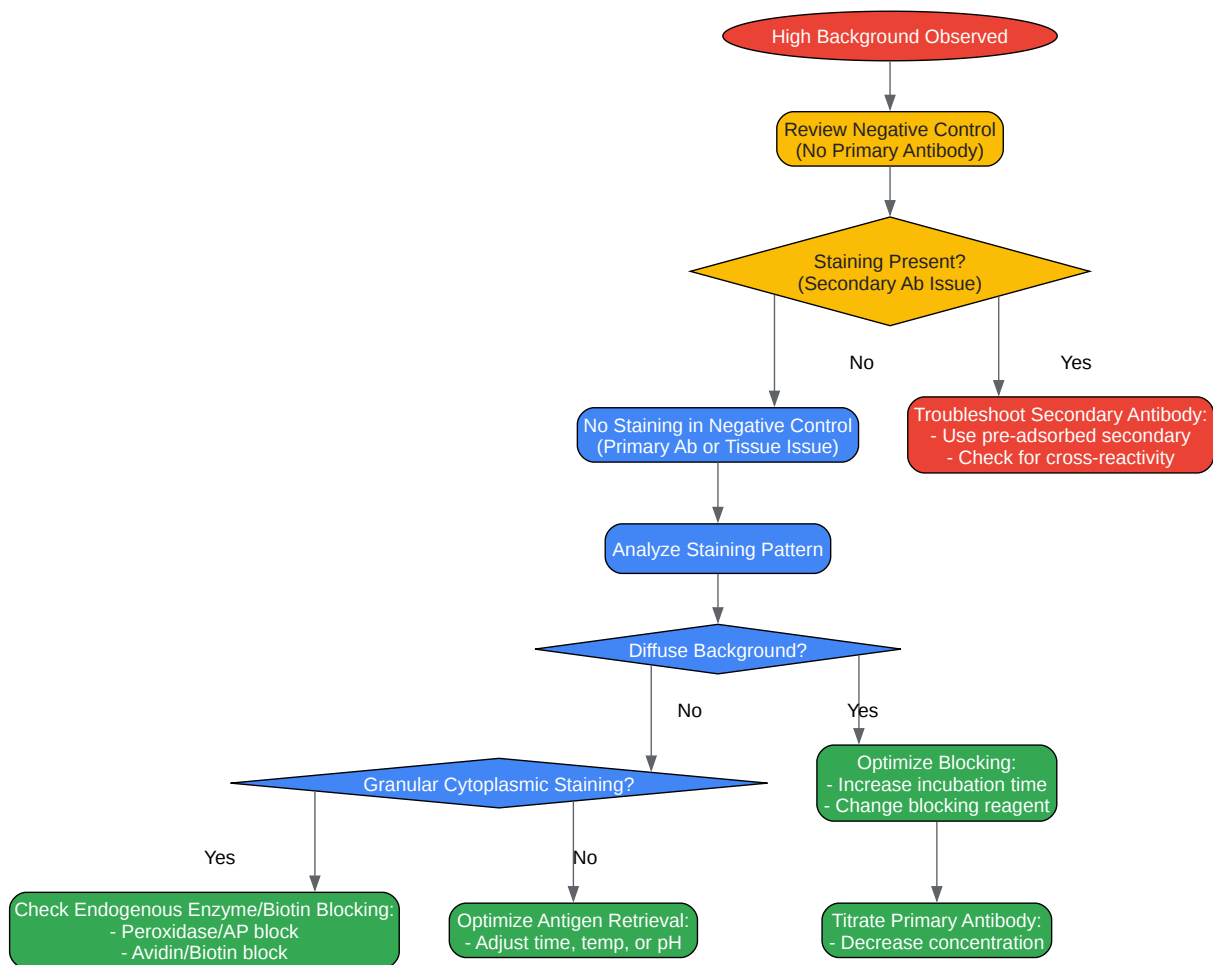 High Background Observed
Review Negative Control
(No Primary Antibody)
Staining Present?
(Secondary Ab Issue)
No
Yes
No Staining in Negative Control
(Primary Ab or Tissue Issue)
Troubleshoot Secondary Antibody:
- Use pre-adsorbed secondary
- Check for cross-reactivity
Analyze Staining Pattern
Diffuse Background?
No
Yes
Granular Cytoplasmic Staining?
Optimize Blocking:
- Increase incubation time
- Change blocking reagent
Yes
No
Check Endogenous Enzyme/Biotin Blocking:
- Peroxidase/AP block
- Avidin/Biotin block
Optimize Antigen Retrieval:
- Adjust time, temp, or pH
Titrate Primary Antibody:
- Decrease concentration